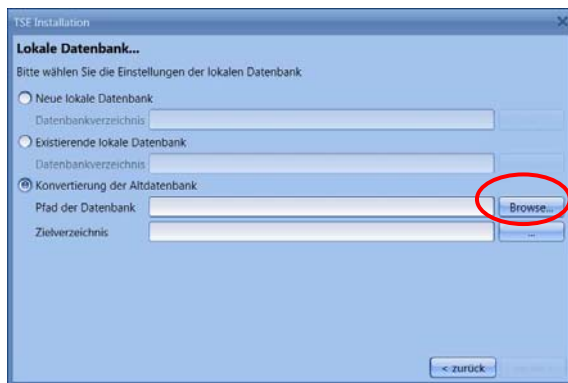 TSE Installation
Lokale Datenbank...
Bitte wählen Sie die Einstellungen der lokalen Datenbank
Neue lokale Datenbank
Datenbankverzeichnis
Existierende lokale Datenbank
Datenbankverzeichnis
Konvertierung der Altdatenbank
Pfad der Datenbank Browse...
Zielverzeichnis ...
< zurück